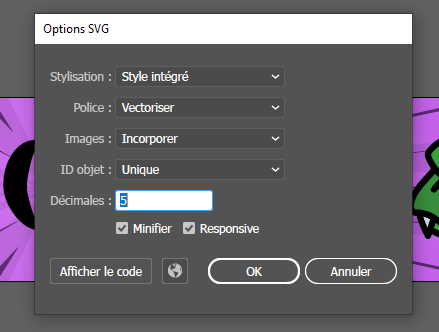 Options SVG
Stylisation : Style intégré
Police : Vectoriser
Images : Incorporer
ID objet : Unique
Décimales : 5
Minifier Responsive
Afficher le code OK Annuler